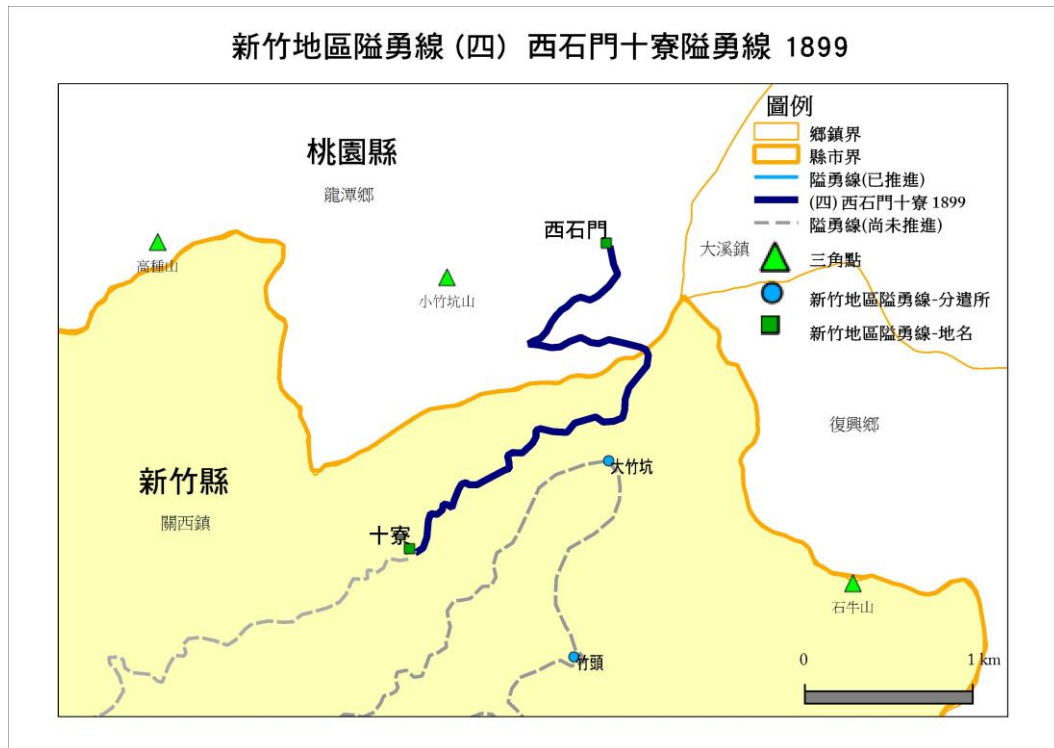 新竹地區隘勇線(四) 西石門十寮隘勇線 1899
圖例
鄉鎮界
縣市界
隘勇線(已推進)
(四) 西石門十寮 1899
隘勇線(尚未推進)
三角點
新竹地區隘勇線-分遣所
新竹地區隘勇線-地名
桃園縣
龍潭鄉
西石門
大溪鎮
高種山
小竹坑山
復興鄉
大竹坑
新竹縣
關西鎮
十寮
石牛山
竹頭
0
1 km